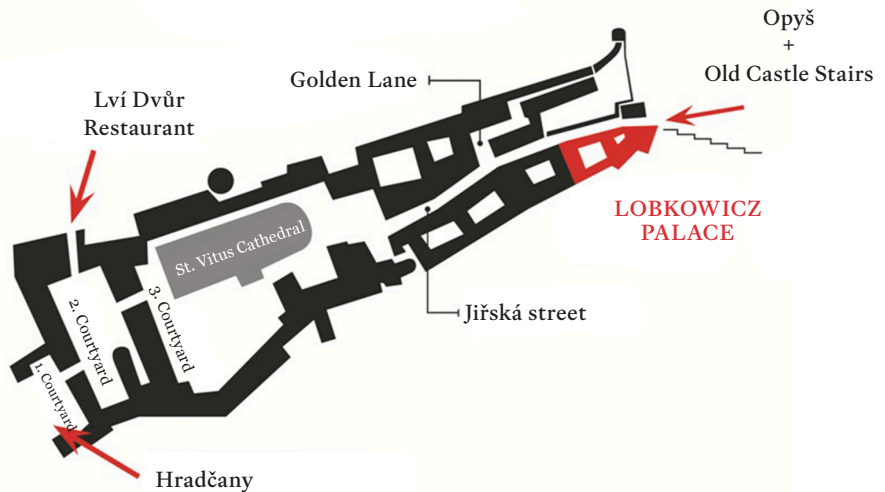 Opyš
+
Old Castle Stairs
Golden Lane
Lví Dvůr
Restaurant
LOBKOWICZ
PALACE
St. Vitus Cathedral
Jiřská street
2. Courtyard
3. Courtyard
1. Courtyard
Hradčany